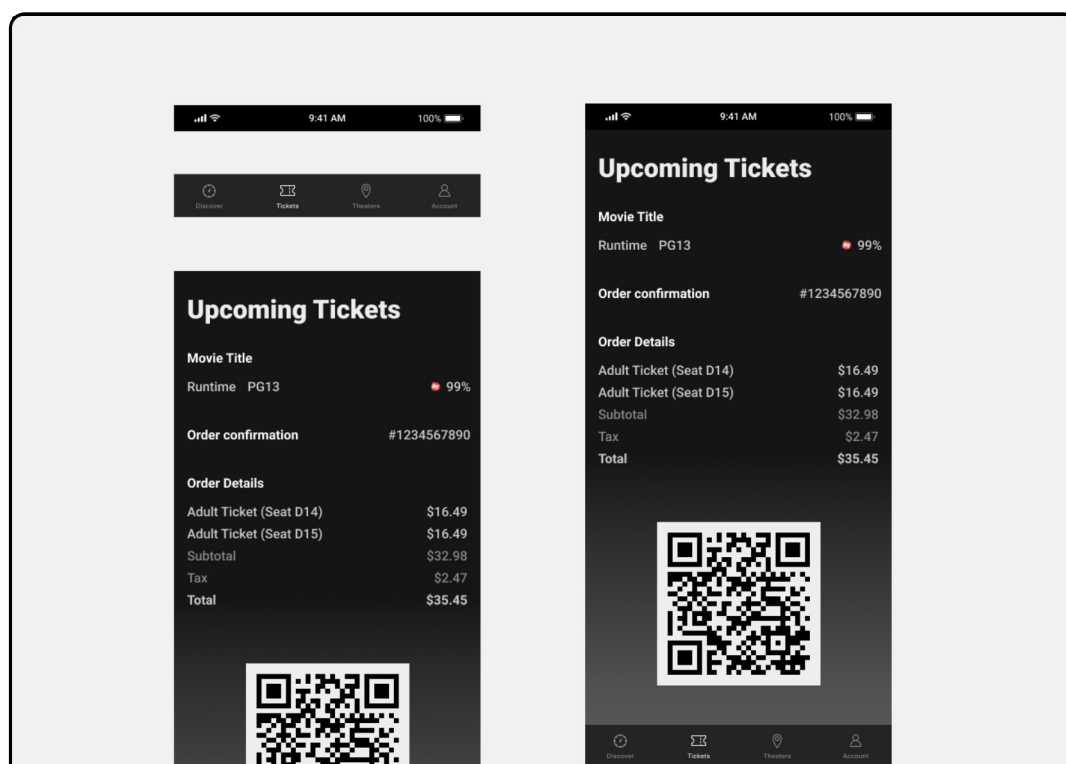 9:41 AM 100%
Discover Tickets Theaters Account
Upcoming Tickets
Movie Title
Runtime PG13 99%
Order confirmation #1234567890
Order Details
Adult Ticket (Seat D14) $16.49
Adult Ticket (Seat D15) $16.49
Subtotal $32.98
Tax $2.47
Total $35.45
9:41 AM 100%
Upcoming Tickets
Movie Title
Runtime PG13 99%
Order confirmation #1234567890
Order Details
Adult Ticket (Seat D14) $16.49
Adult Ticket (Seat D15) $16.49
Subtotal $32.98
Tax $2.47
Total $35.45
Discover Tickets Theaters Account